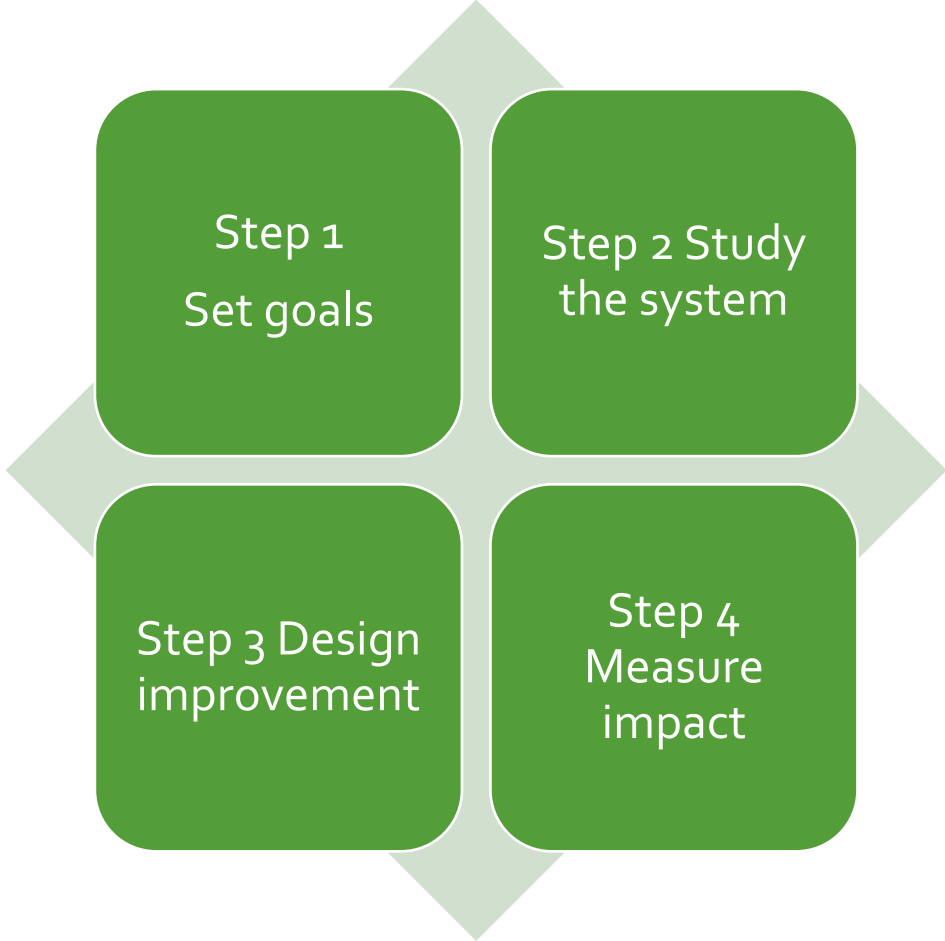 Step 1
Set goals
Step 2 Study
the system
Step 3 Design
improvement
Step 4
Measure
impact